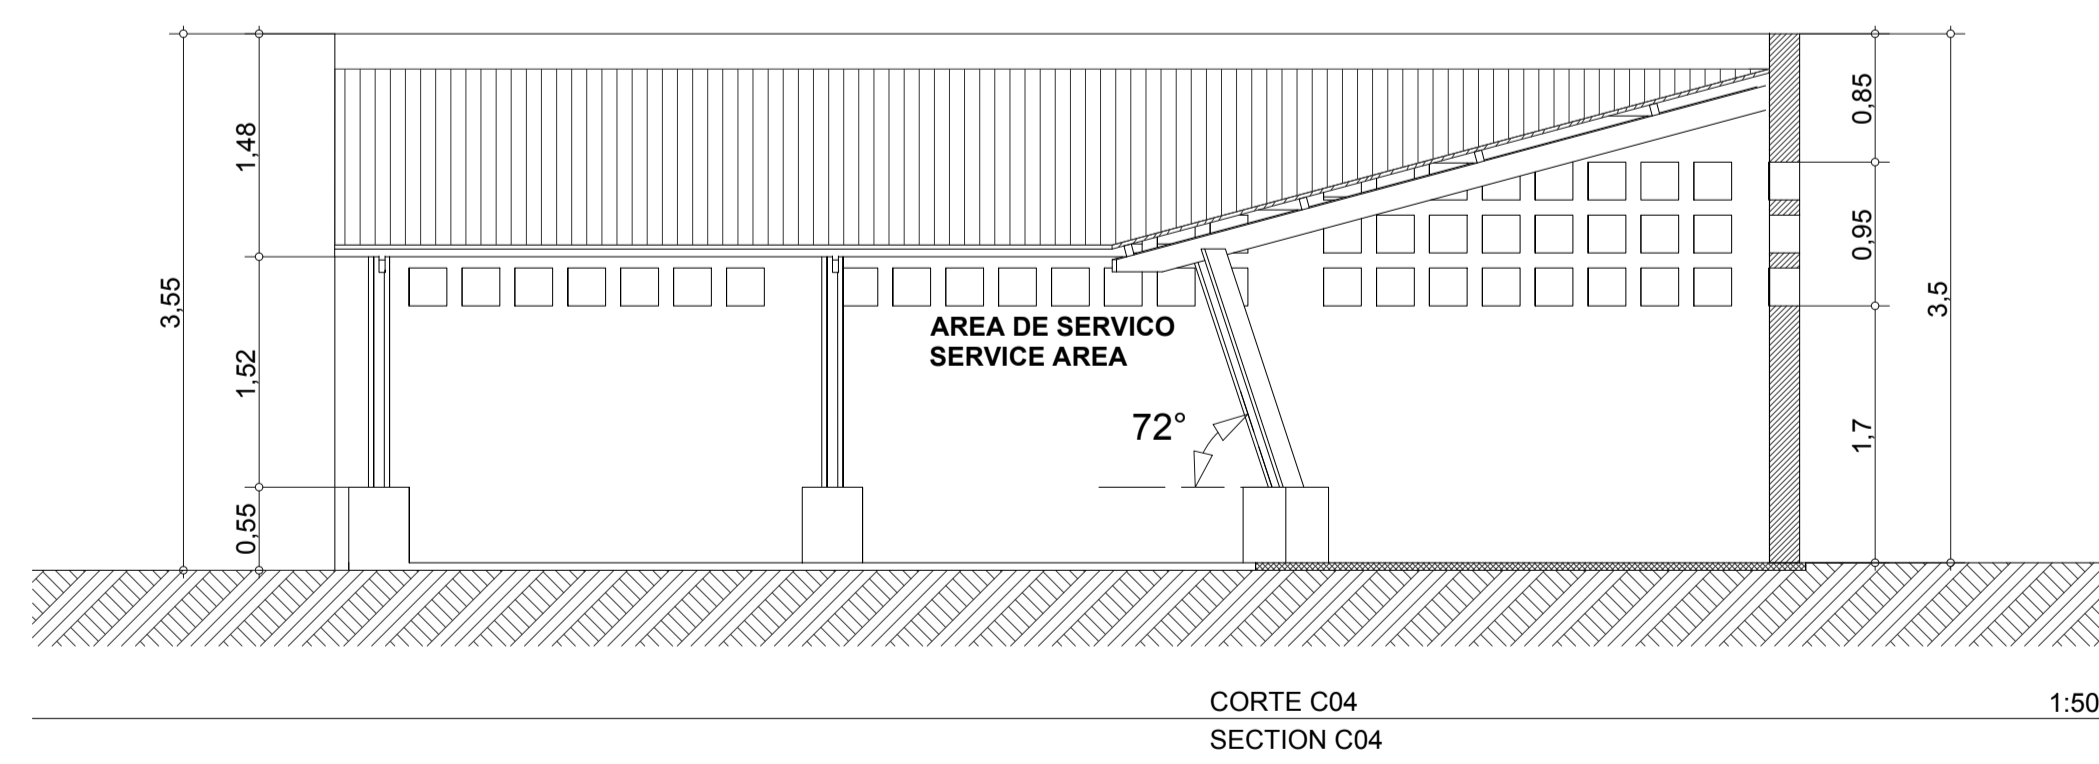 3,55
1,48
1,52
0,55
AREA DE SERVICO
SERVICE AREA
72°
0,85
0,95
1,7
3,5
CORTE C04
1:50
SECTION C04